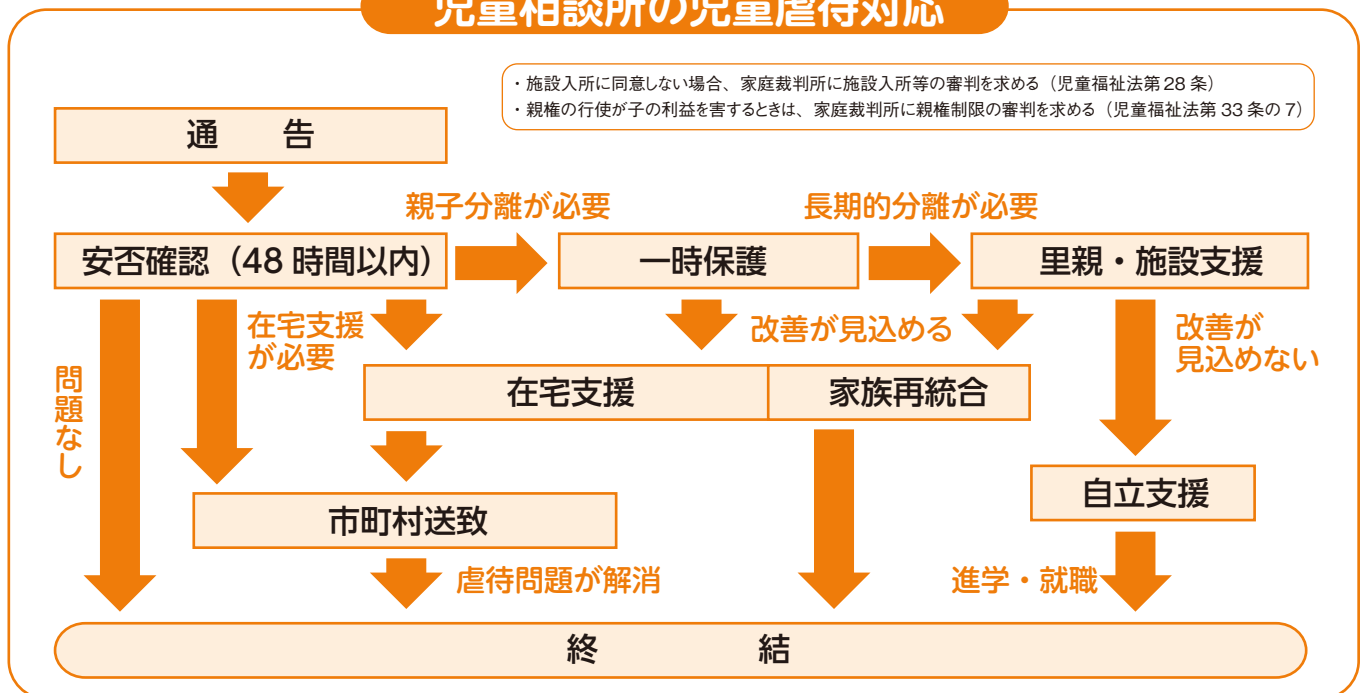 児童相談所の児童虐待対応
・施設入所に同意しない場合、家庭裁判所に施設入所等の審判を求める（児童福祉法第28条）
・親権の行使が子の利益を害するときは、家庭裁判所に親権制限の審判を求める（児童福祉法第33条の7）
通　告
親子分離が必要
長期的分離が必要
安否確認（48時間以内）
一時保護
里親・施設支援
在宅支援
が必要
改善が見込める
改善が
見込めない
問題なし
在宅支援
家族再統合
自立支援
市町村送致
虐待問題が解消
進学・就職
終　結